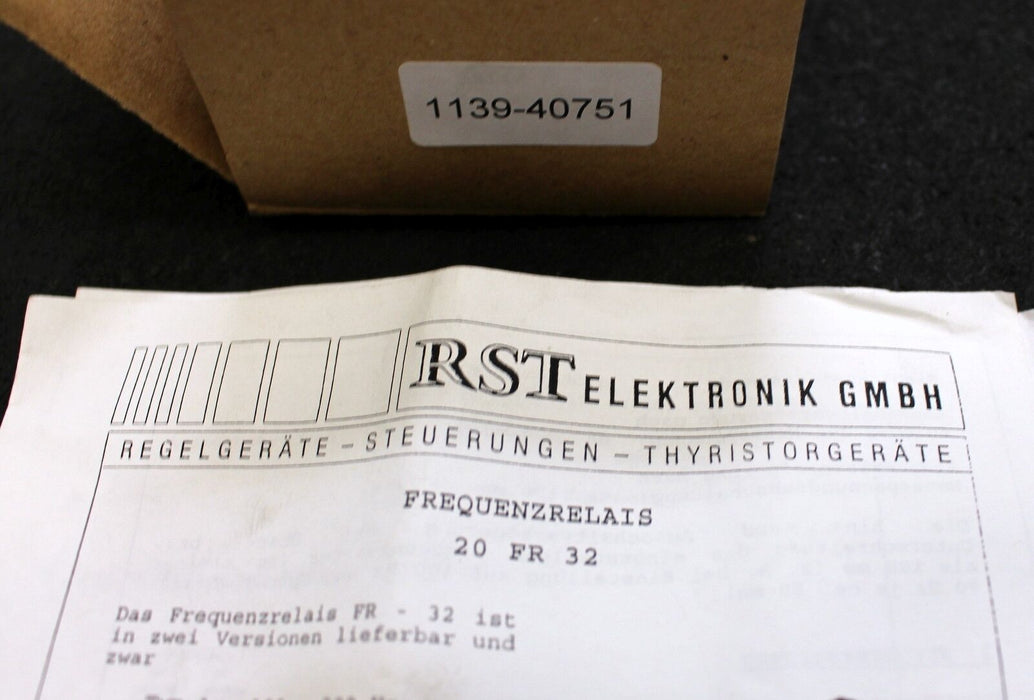 1139-40751
RST ELEKTRONIK GMBH
REGELGERÄTE - STEUERUNGEN - THYRISTORGERÄTE
FREQUENZRELAIS
20 FR 32
Das Frequenzrelais FR - 32 ist
in zwei Versionen lieferbar und
zwar